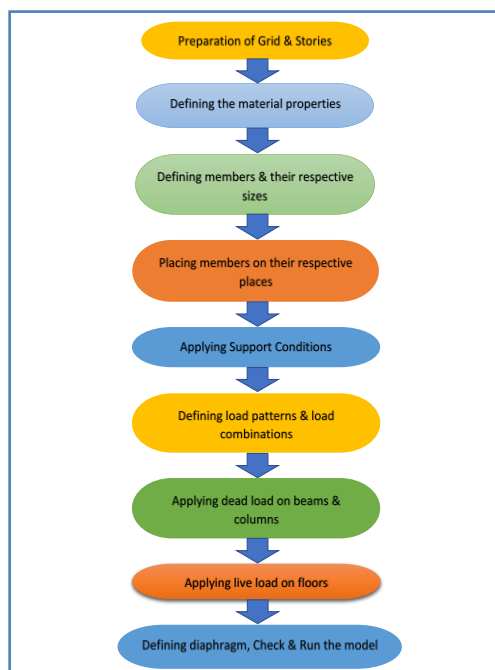 Preparation of Grid & Stories
Defining the material properties
Defining members & their respective
sizes
Placing members on their respective
places
Applying Support Conditions
Defining load patterns & load
combinations
Applying dead load on beams &
columns
Applying live load on floors
Defining diaphragm, Check & Run the model